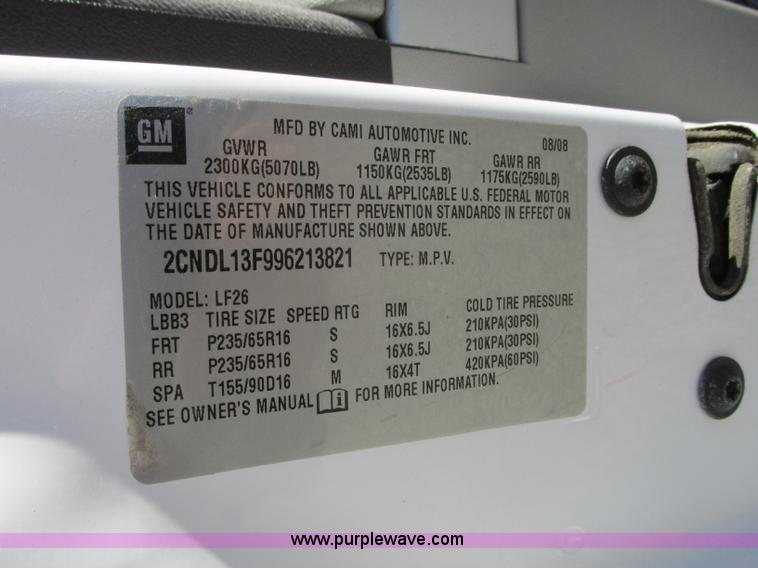 GM
MFD BY CAMI AUTOMOTIVE INC. 08/08
GVWR GAWR FRT GAWR RR
2300KG(5070LB) 1150KG(2535LB) 1175KG(2590LB)
THIS VEHICLE CONFORMS TO ALL APPLICABLE U.S. FEDERAL MOTOR
VEHICLE SAFETY AND THEFT PREVENTION STANDARDS IN EFFECT ON
THE DATE OF MANUFACTURE SHOWN ABOVE.
2CNDL13F996213821 TYPE: M.P.V.
MODEL: LF26
LBB3 TIRE SIZE SPEED RTG RIM COLD TIRE PRESSURE
FRT P235/65R16 S 16X6.5J 210KPA(30PSI)
RR P235/65R16 S 16X6.5J 210KPA(30PSI)
SPA T155/90D16 M 16X4T 420KPA(60PSI)
SEE OWNER'S MANUAL i FOR MORE INFORMATION.
www.purplewave.com